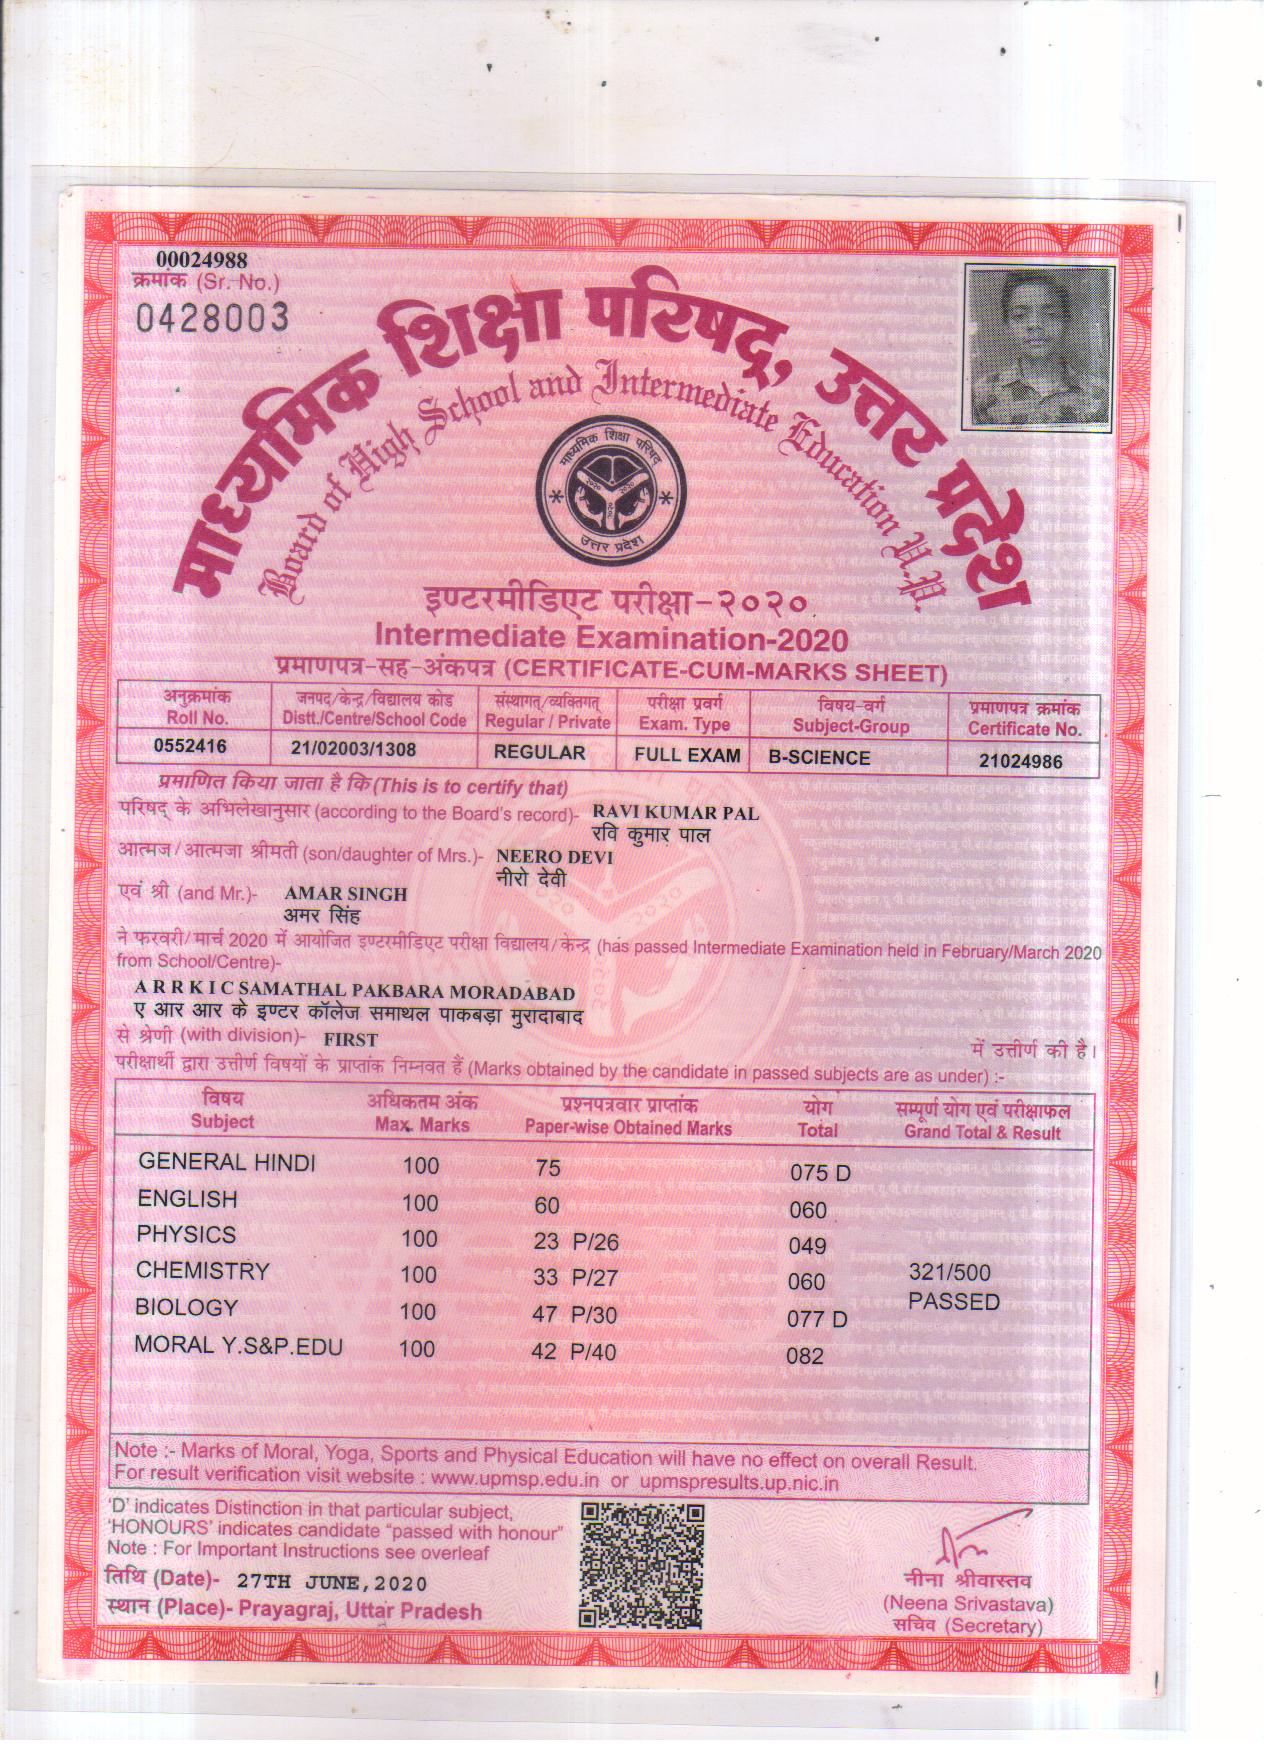 00024988
क्रमांक (Sr. No.)
0428003
माध्यमिक शिक्षा परिषद्, उत्तर प्रदेश
Board of High School and Intermediate Education U.P.
माध्यमिक शिक्षा परिषद्
उत्तर प्रदेश
इण्टरमीडिएट परीक्षा-२०२०
Intermediate Examination-2020
प्रमाणपत्र-सह-अंकपत्र (CERTIFICATE-CUM-MARKS SHEET)
अनुक्रमांक जनपद/केन्द्र/विद्यालय कोड संस्थागत्/व्यक्तिगत् परीक्षा प्रवर्ग विषय-वर्ग प्रमाणपत्र क्रमांक
Roll No. Distt./Centre/School Code Regular / Private Exam. Type Subject-Group Certificate No.
0552416 21/02003/1308 REGULAR FULL EXAM B-SCIENCE 21024986
प्रमाणित किया जाता है कि (This is to certify that)
परिषद् के अभिलेखानुसार (according to the Board's record)- RAVI KUMAR PAL
रवि कुमार पाल
आत्मज/आत्मजा श्रीमती (son/daughter of Mrs.)- NEERO DEVI
नीरो देवी
एवं श्री (and Mr.)- AMAR SINGH
अमर सिंह
ने फरवरी/मार्च 2020 में आयोजित इण्टरमीडिएट परीक्षा विद्यालय/केन्द्र (has passed Intermediate Examination held in February/March 2020
from School/Centre)-
A R R K I C SAMATHAL PAKBARA MORADABAD
ए आर आर के इण्टर कॉलेज समाथल पाकबड़ा मुरादाबाद
से श्रेणी (with division)- FIRST में उत्तीर्ण की है।
परीक्षार्थी द्वारा उत्तीर्ण विषयों के प्राप्तांक निम्नवत हैं (Marks obtained by the candidate in passed subjects are as under) :-
विषय अधिकतम अंक प्रश्नपत्रवार प्राप्तांक योग सम्पूर्ण योग एवं परीक्षाफल
Subject Max. Marks Paper-wise Obtained Marks Total Grand Total & Result
GENERAL HINDI 100 75 075 D
ENGLISH 100 60 060
PHYSICS 100 23 P/26 049
CHEMISTRY 100 33 P/27 060 321/500
PASSED
BIOLOGY 100 47 P/30 077 D
MORAL Y.S&P.EDU 100 42 P/40 082
Note :- Marks of Moral, Yoga, Sports and Physical Education will have no effect on overall Result.
For result verification visit website : www.upmsp.edu.in or upmspresults.up.nic.in
'D' indicates Distinction in that particular subject,
'HONOURS' indicates candidate "passed with honour"
Note : For Important Instructions see overleaf
तिथि (Date)- 27TH JUNE,2020
स्थान (Place)- Prayagraj, Uttar Pradesh
नीना श्रीवास्तव
(Neena Srivastava)
सचिव (Secretary)